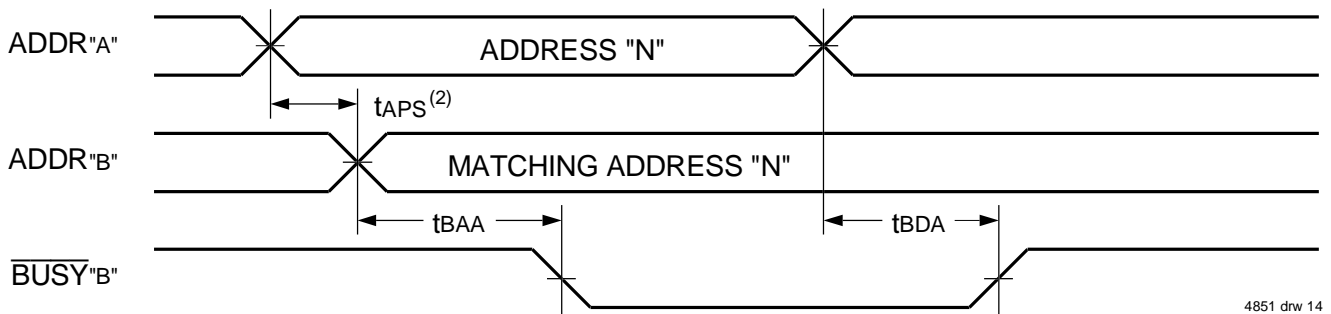 ADDR"A"
ADDRESS "N"
tAPS(2)
ADDR"B"
MATCHING ADDRESS "N"
tBAA
tBDA
BUSY"B"
4851 drw 14